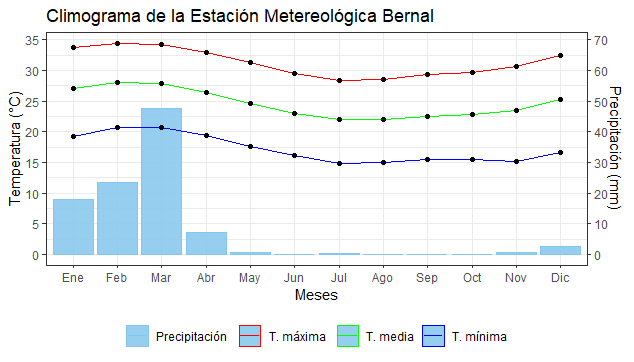 Climograma de la Estación Metereológica Bernal
35
30
25
20
15
10
5
0
Temperatura (°C)
70
60
50
40
30
20
10
0
Precipitación (mm)
Ene Feb Mar Abr May Jun Jul Ago Sep Oct Nov Dic
Meses
Precipitación T. máxima T. media T. mínima